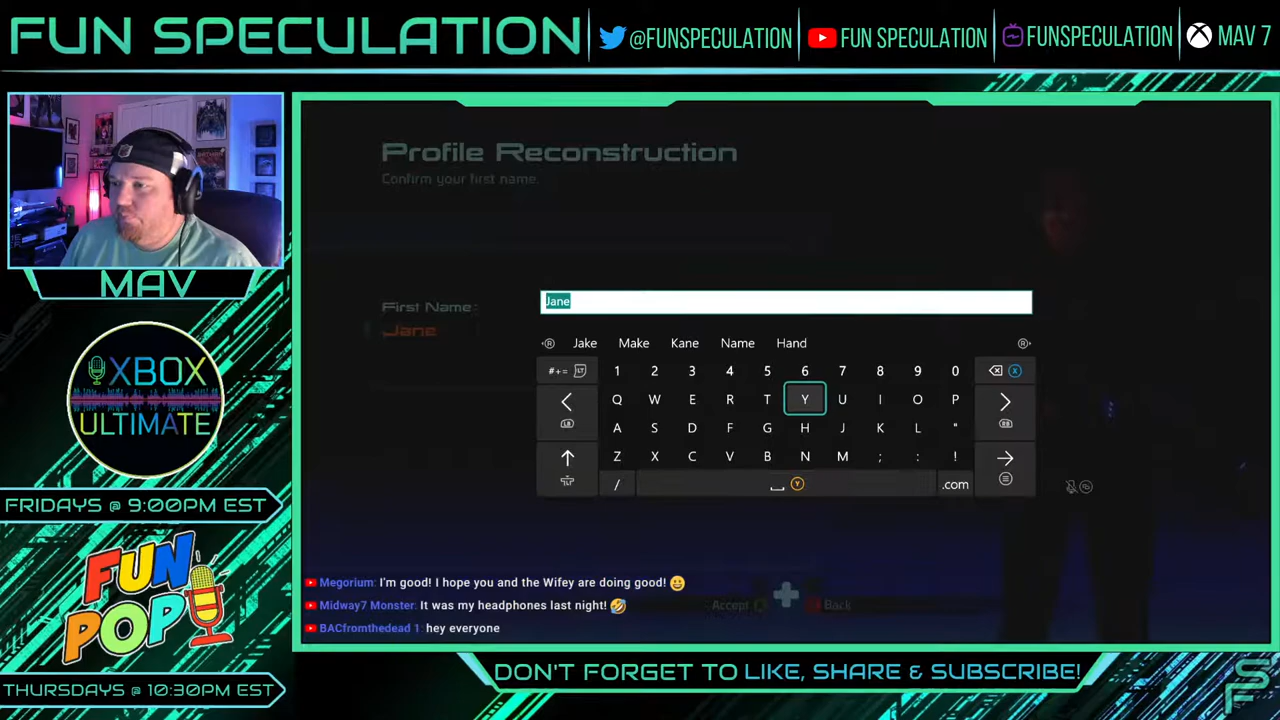 FUN SPECULATION
@FUNSPECULATION
FUN SPECULATION
FUNSPECULATION
MAV 7
Profile Reconstruction
Confirm your first name.
MAV
First Name:
Jane
Jane
Jake Make Kane Name Hand
#+= LT 1 2 3 4 5 6 7 8 9 0 X
Q W E R T Y U I O P
LB RB
A S D F G H J K L "
Z X C V B N M ; : !
/ Y .com
XBOX
ULTIMATE
FRIDAYS @ 9:00PM EST
FUN
POP
THURSDAYS @ 10:30PM EST
Megorium: I'm good! I hope you and the Wifey are doing good! 😀
Midway7 Monster: It was my headphones last night! 🤣
BACfromthedead 1: hey everyone
Accept A Back
DON'T FORGET TO LIKE, SHARE & SUBSCRIBE!
SF